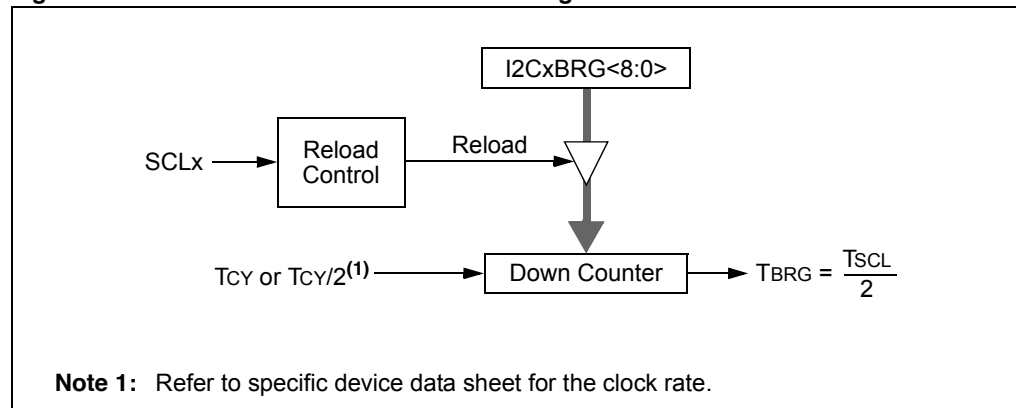 I2CxBRG<8:0>
SCLx
Reload
Control
Reload
TCY or TCY/2(1)
Down Counter
TBRG = TSCL
2
Note 1: Refer to specific device data sheet for the clock rate.